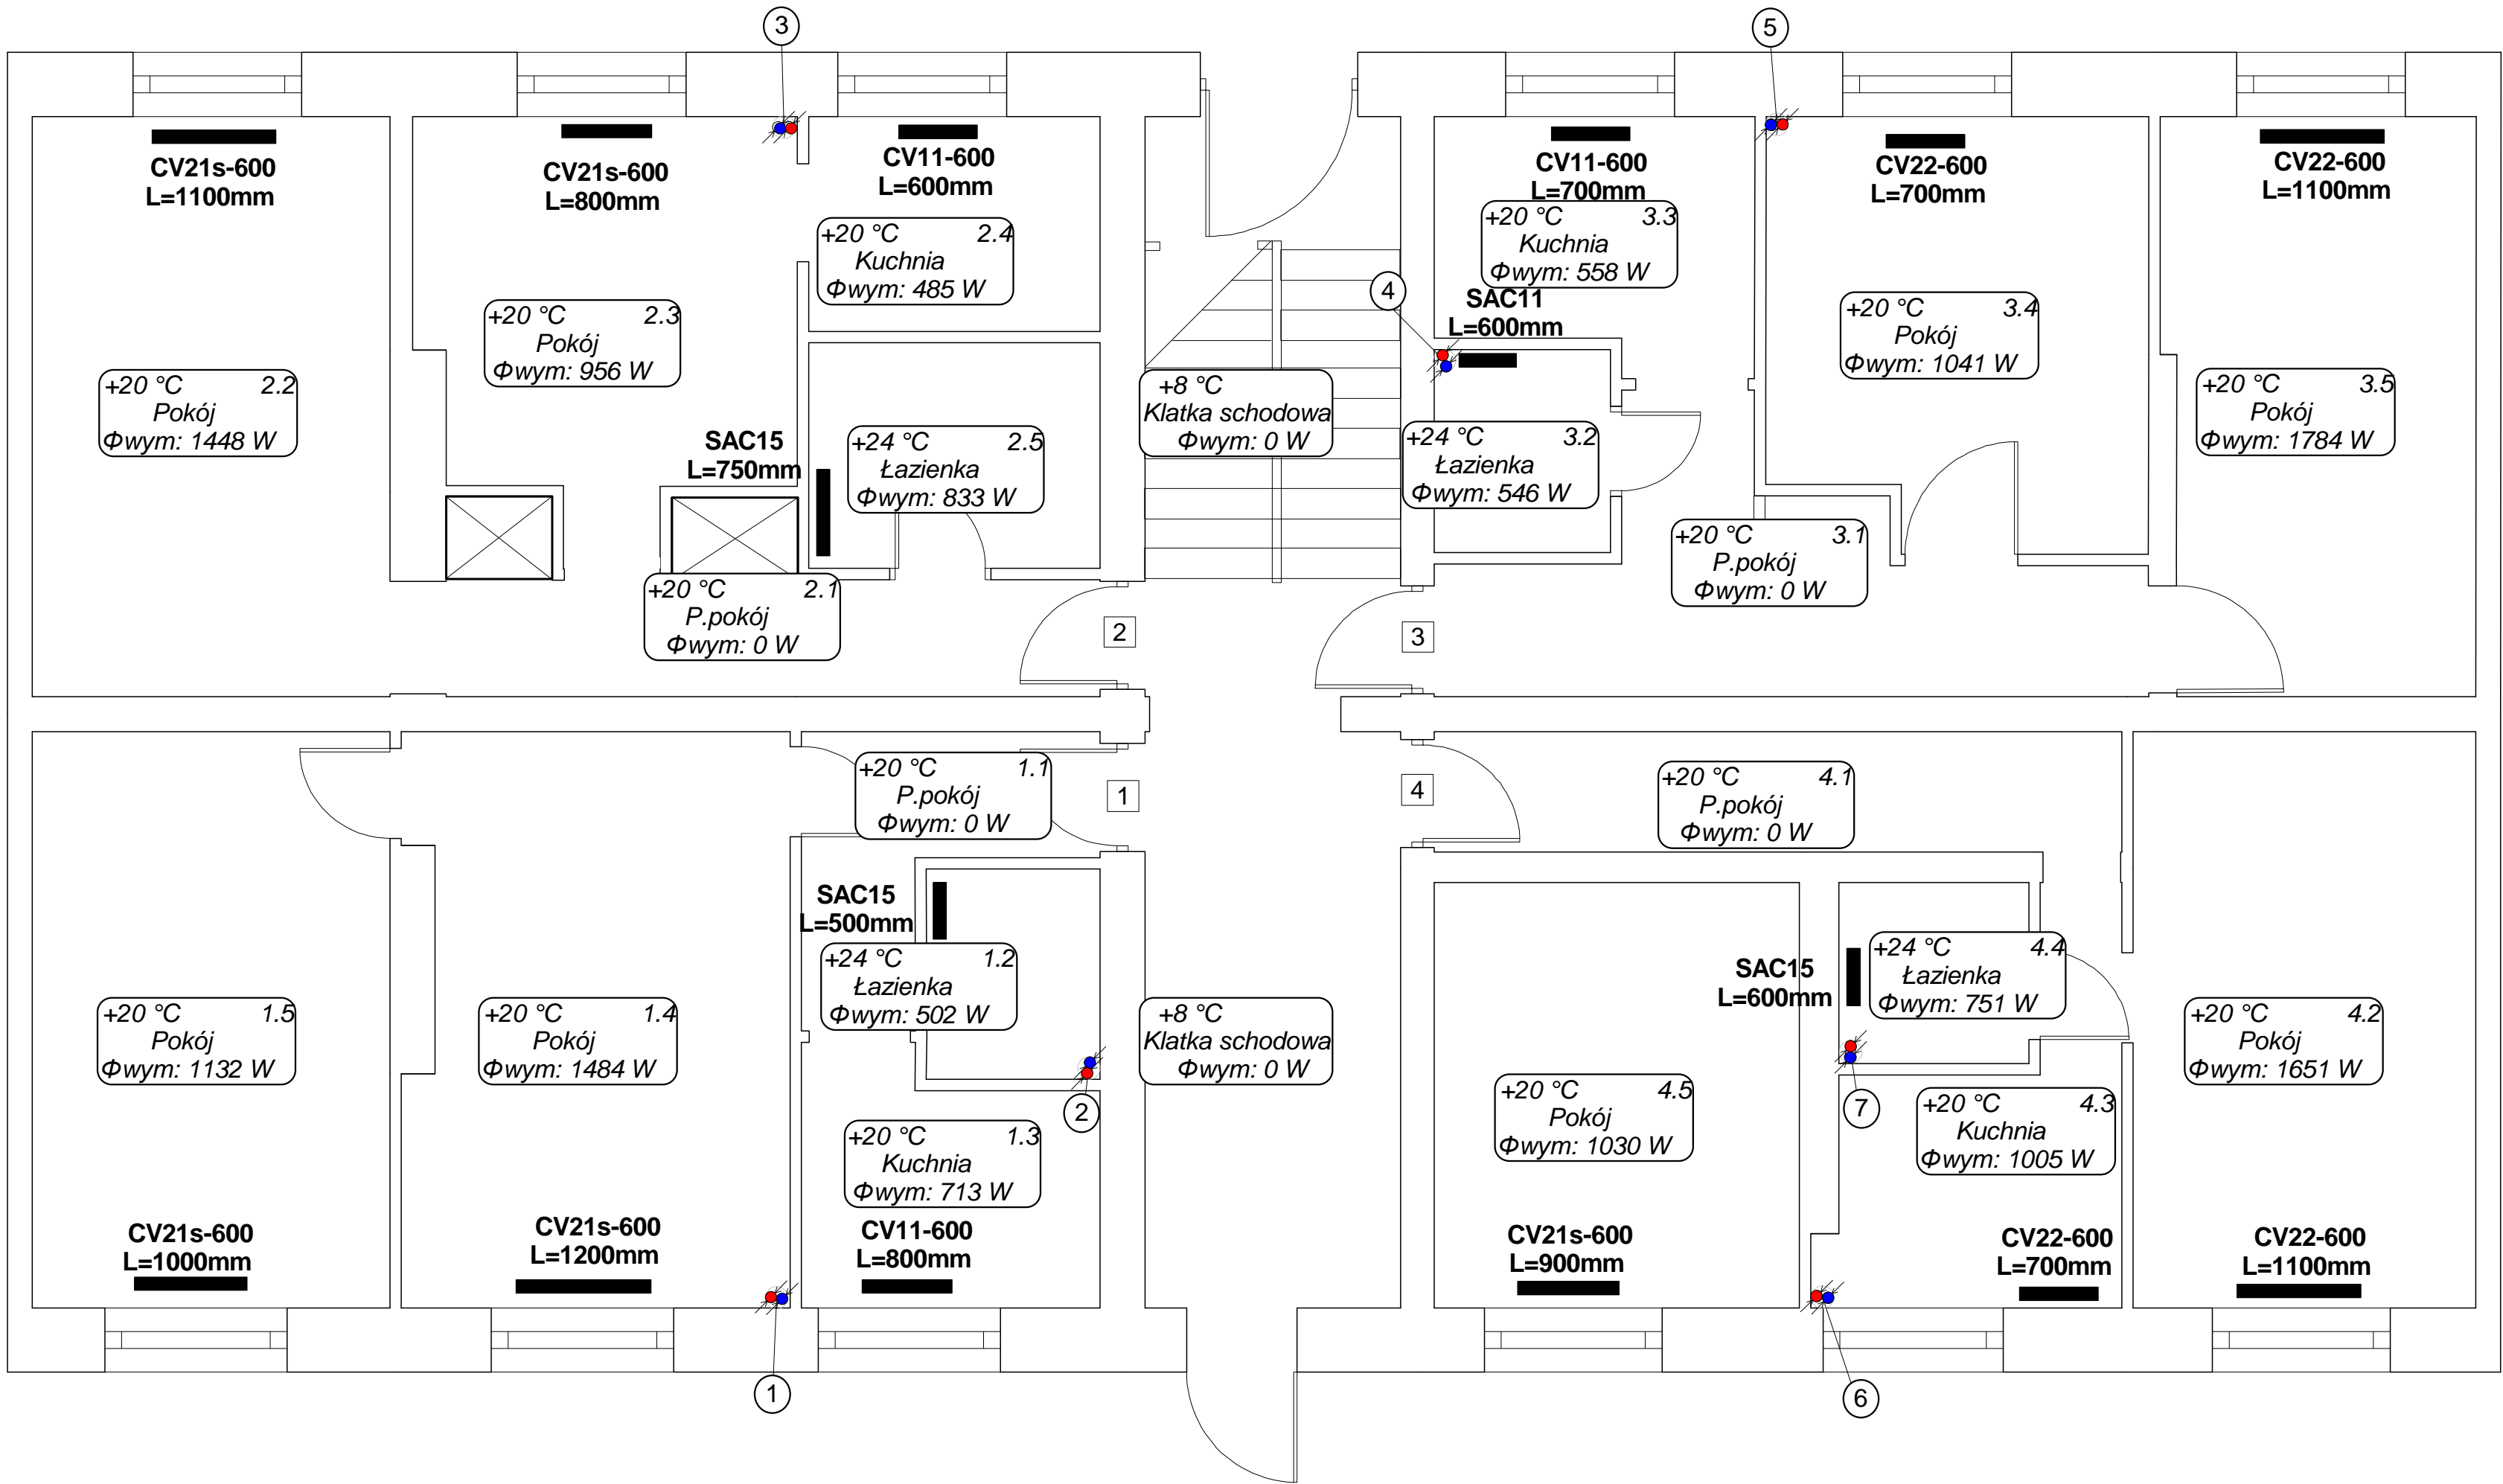 3
5
CV21s-600
L=1100mm
CV21s-600
L=800mm
CV11-600
L=600mm
CV11-600
L=700mm
CV22-600
L=700mm
CV22-600
L=1100mm
+20 °C 2.4
Kuchnia
Φwym: 485 W
+20 °C 3.3
Kuchnia
Φwym: 558 W
4
SAC11
L=600mm
+20 °C 2.3
Pokój
Φwym: 956 W
+20 °C 3.4
Pokój
Φwym: 1041 W
+20 °C 2.2
Pokój
Φwym: 1448 W
+8 °C
Klatka schodowa
Φwym: 0 W
+20 °C 3.5
Pokój
Φwym: 1784 W
SAC15
L=750mm
+24 °C 2.5
Łazienka
Φwym: 833 W
+24 °C 3.2
Łazienka
Φwym: 546 W
+20 °C 3.1
P.pokój
Φwym: 0 W
+20 °C 2.1
P.pokój
Φwym: 0 W
2
3
+20 °C 1.1
P.pokój
Φwym: 0 W
1
4
+20 °C 4.1
P.pokój
Φwym: 0 W
SAC15
L=500mm
+24 °C 1.2
Łazienka
Φwym: 502 W
SAC15
L=600mm
+24 °C 4.4
Łazienka
Φwym: 751 W
+20 °C 1.5
Pokój
Φwym: 1132 W
+20 °C 1.4
Pokój
Φwym: 1484 W
+8 °C
Klatka schodowa
Φwym: 0 W
+20 °C 4.2
Pokój
Φwym: 1651 W
2
7
+20 °C 4.5
Pokój
Φwym: 1030 W
+20 °C 4.3
Kuchnia
Φwym: 1005 W
+20 °C 1.3
Kuchnia
Φwym: 713 W
CV21s-600
L=1000mm
CV21s-600
L=1200mm
CV11-600
L=800mm
CV21s-600
L=900mm
CV22-600
L=700mm
CV22-600
L=1100mm
1
6